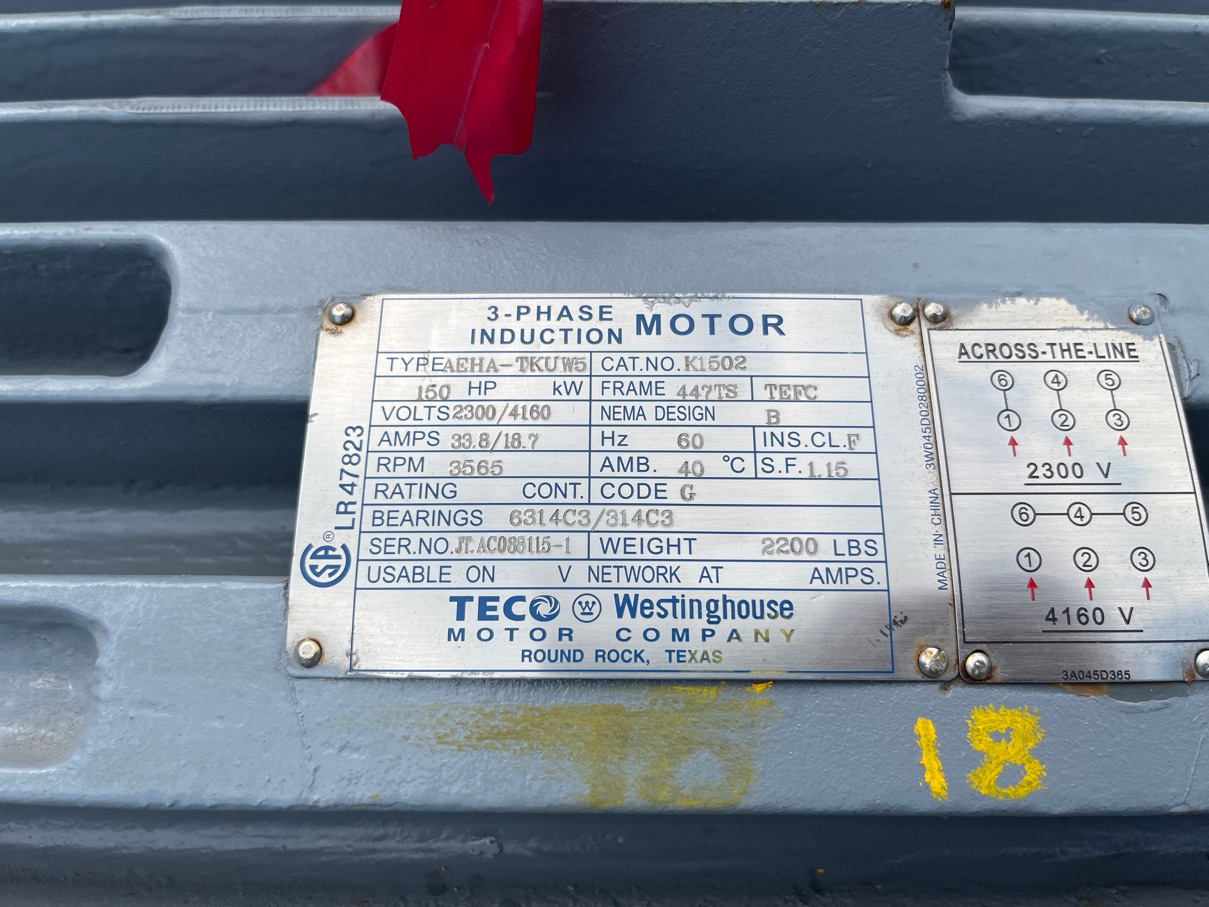 3-PHASE
INDUCTION MOTOR
TYPE AEHA-TKUW5 CAT.NO. K1502
150 HP kW FRAME 447TS TEFC
VOLTS 2300/4160 NEMA DESIGN B
AMPS 33.8/18.7 Hz 60 INS.CL. F
RPM 3565 AMB. 40 °C S.F. 1.15
RATING CONT. CODE G
BEARINGS 6314C3/314C3
SER.NO. JT.AC088115-1 WEIGHT 2200 LBS
USABLE ON V NETWORK AT AMPS.
TECO W Westinghouse
MOTOR COMPANY
ROUND ROCK, TEXAS
SA® LR47823
MADE IN CHINA 3W045D0280002
ACROSS-THE-LINE
6 4 5
1 2 3
2300 V
6 4 5
1 2 3
4160 V
3A045D365
18